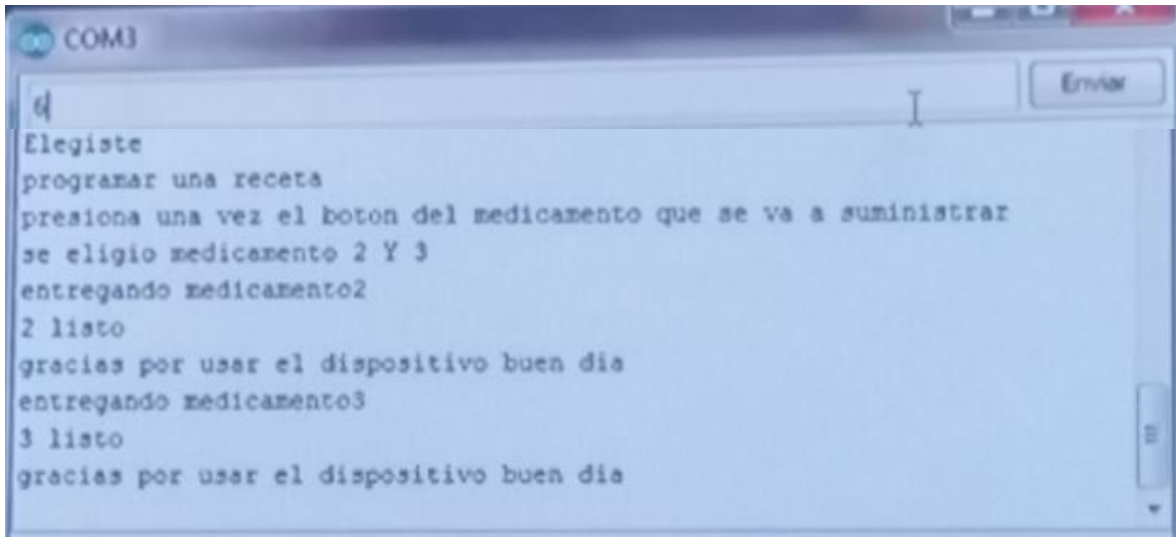 COM3
6
Enviar
Elegiste
programar una receta
presiona una vez el boton del medicamento que se va a suministrar
se eligio medicamento 2 Y 3
entregando medicamento2
2 listo
gracias por usar el dispositivo buen dia
entregando medicamento3
3 listo
gracias por usar el dispositivo buen dia